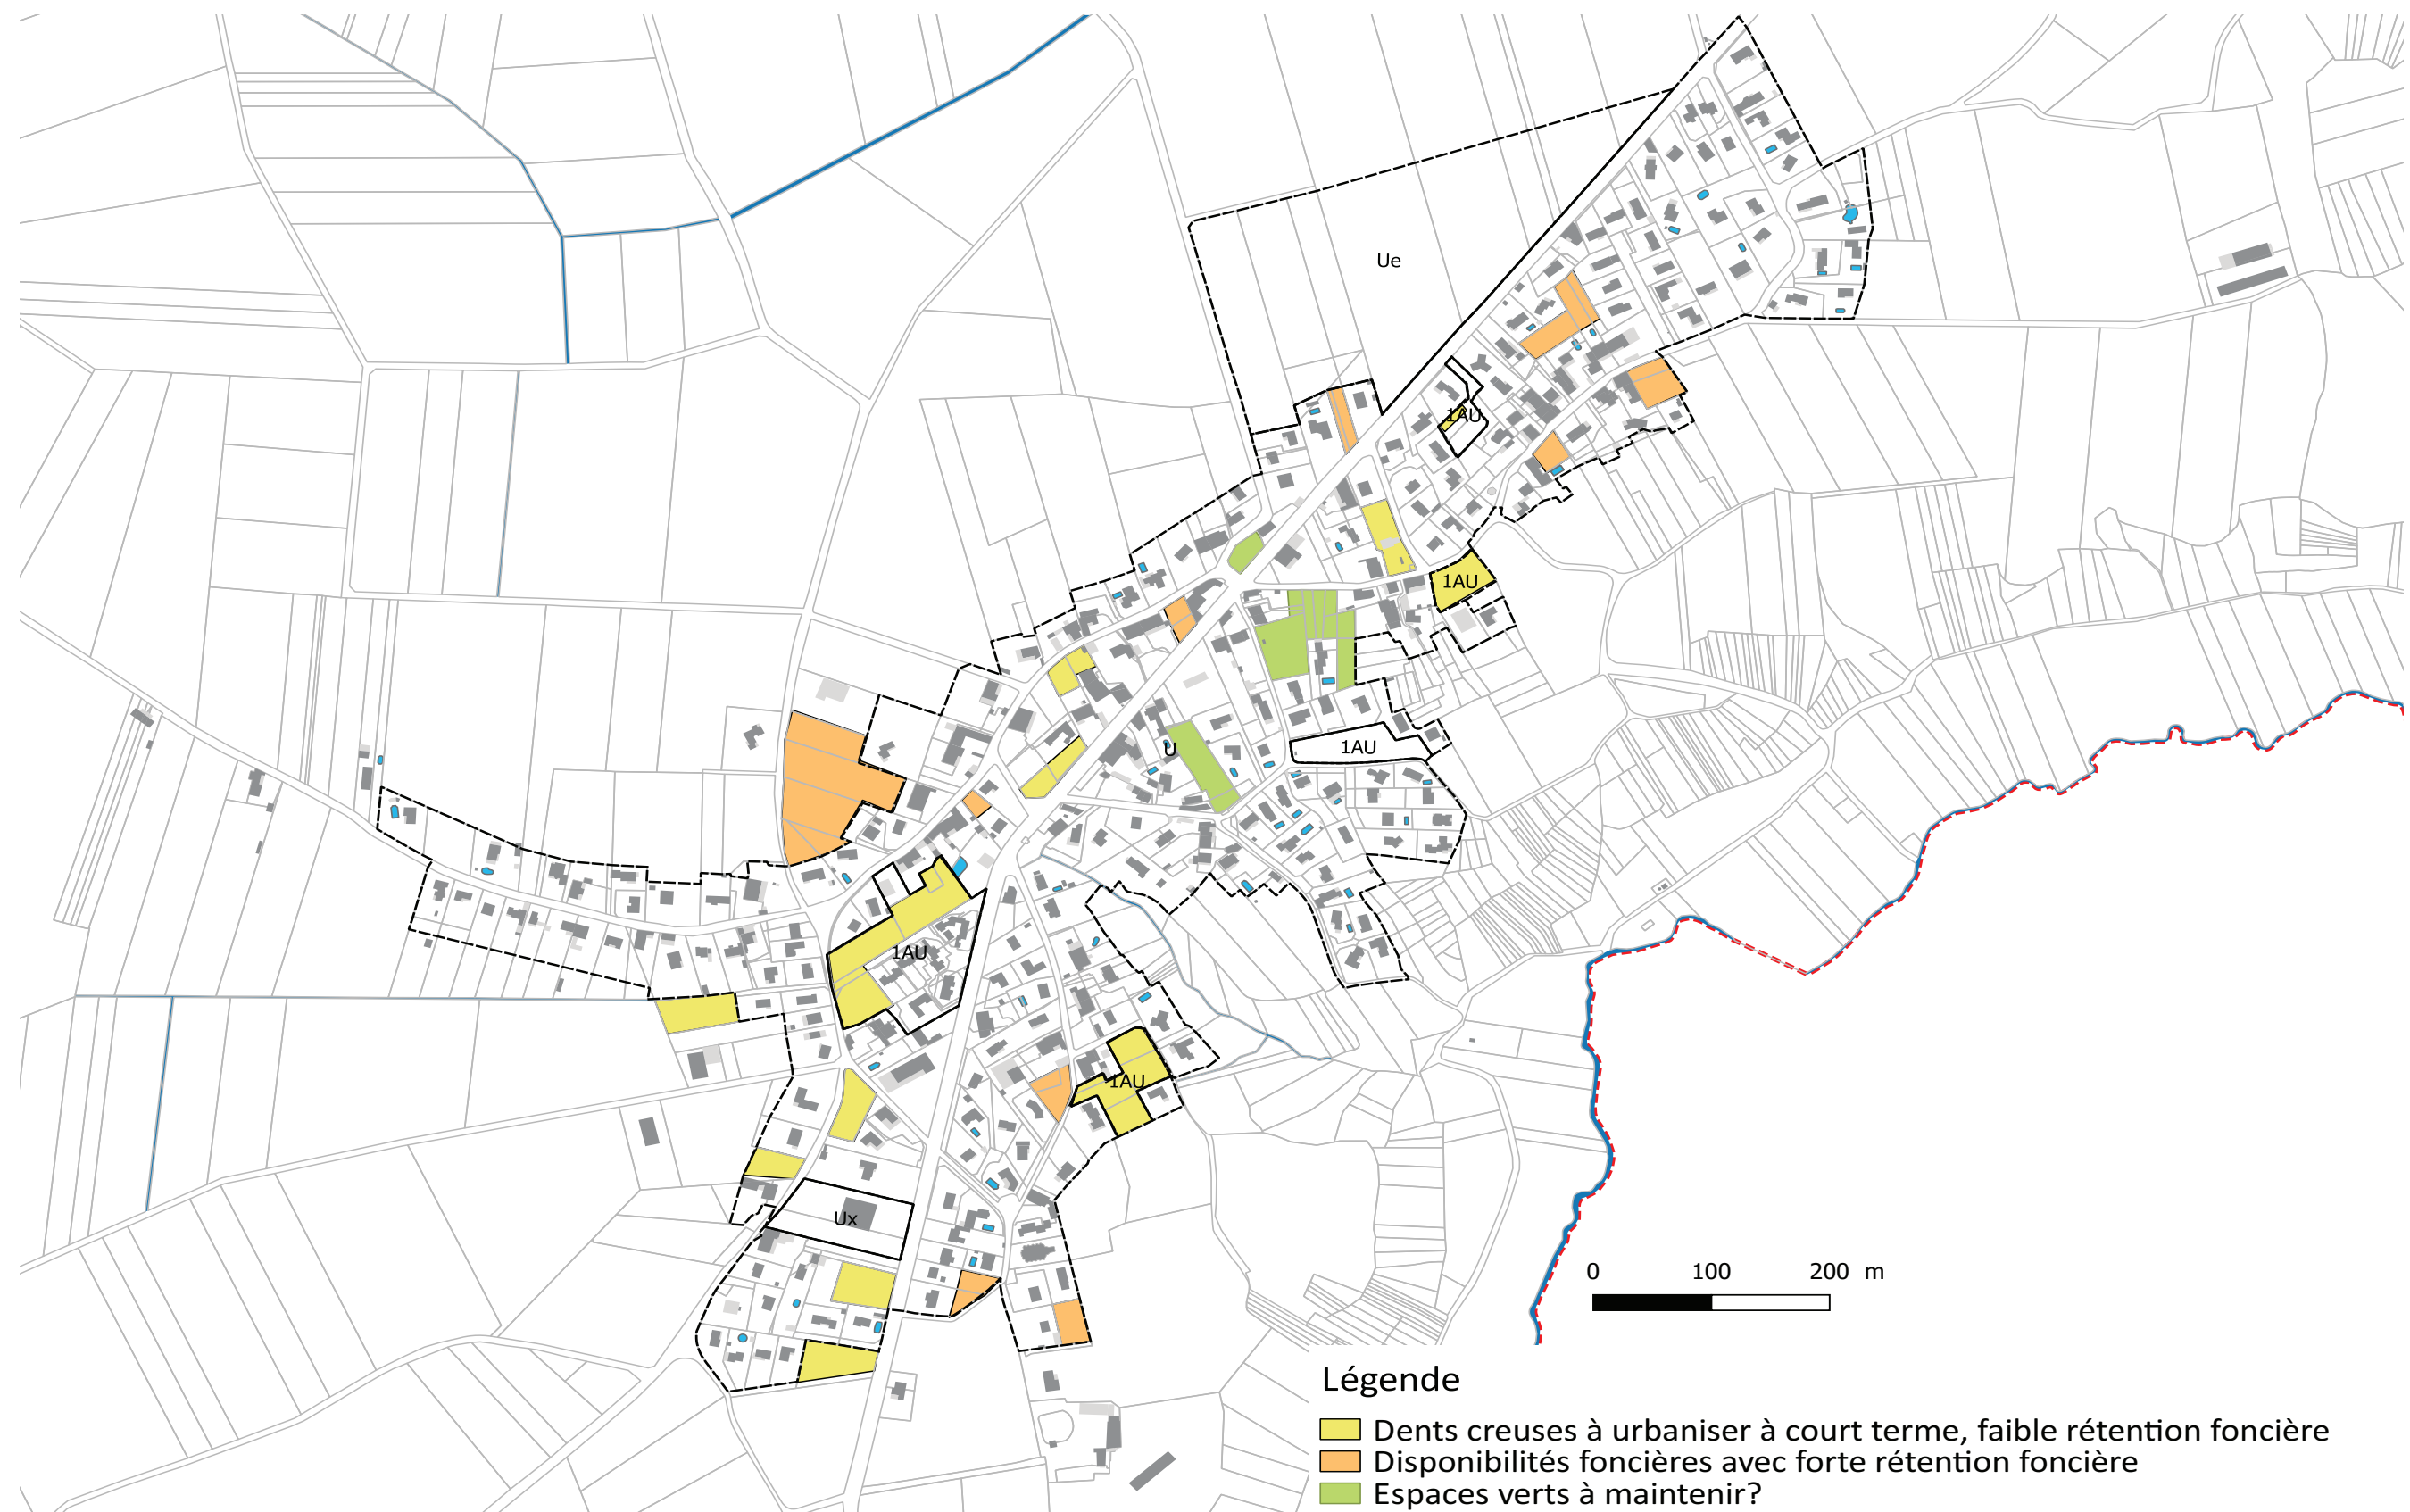 Ue
1AU
1AU
U
1AU
1AU
1AU
Ux
0 100 200 m
Légende
Dents creuses à urbaniser à court terme, faible rétention foncière
Disponibilités foncières avec forte rétention foncière
Espaces verts à maintenir?